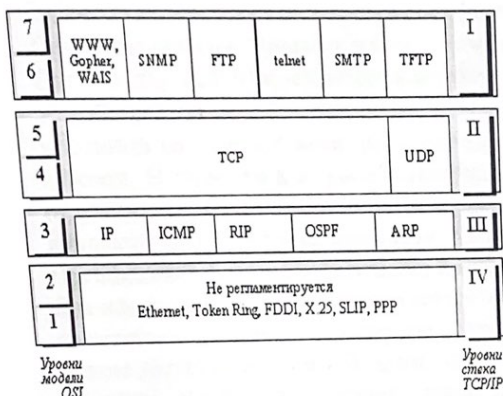 7
6
WWW,
Gopher,
WAIS
SNMP
FTP
telnet
SMTP
TFTP
I
5
4
TCP
UDP
II
3
IP
ICMP
RIP
OSPF
ARP
III
2
1
Не регламентируется
Ethernet, Token Ring, FDDI, X.25, SLIP, PPP
IV
Уровни
модели
OSI
Уровни
стека
TCP/IP